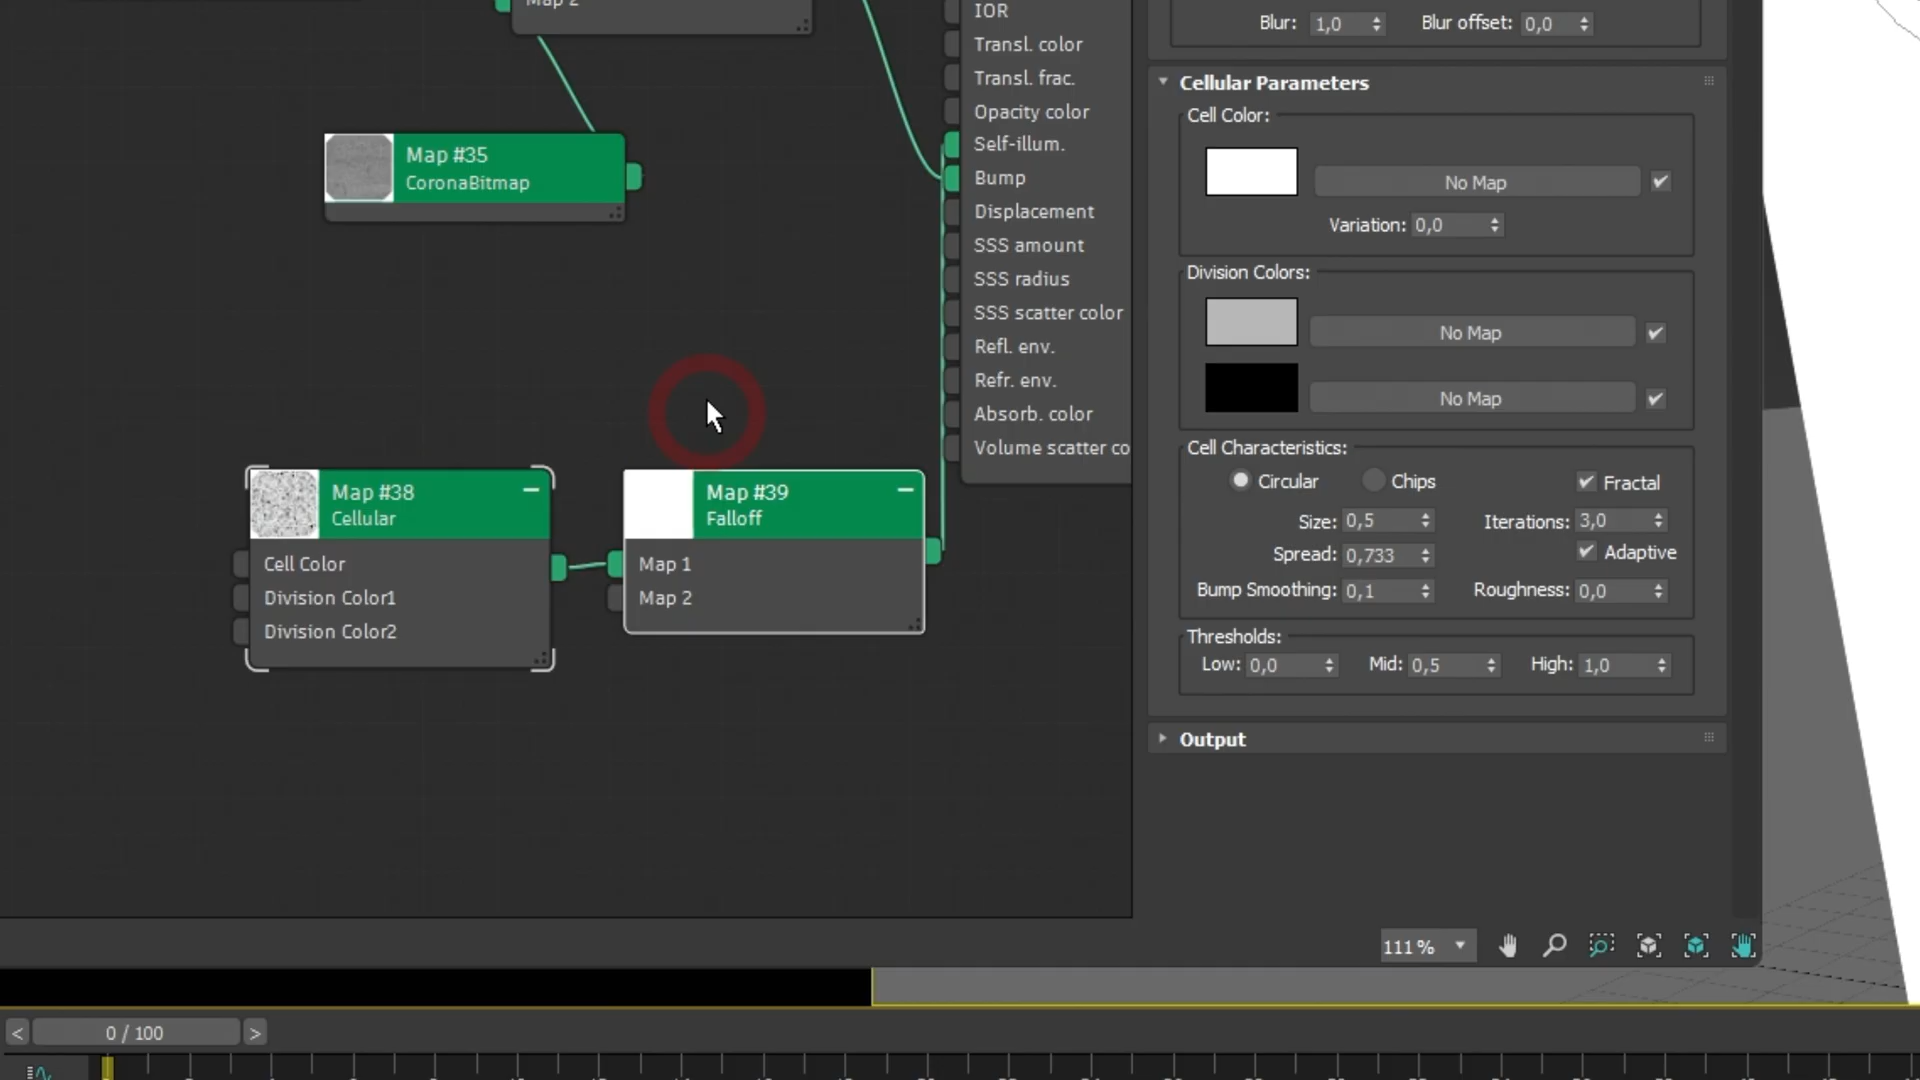 Map 2
IOR
Transl. color
Transl. frac.
Opacity color
Self-illum.
Bump
Displacement
SSS amount
SSS radius
SSS scatter color
Refl. env.
Refr. env.
Absorb. color
Volume scatter co
Map #35
CoronaBitmap
Map #38
Cellular
Cell Color
Division Color1
Division Color2
Map #39
Falloff
Map 1
Map 2
Blur: 1,0 Blur offset: 0,0
Cellular Parameters
Cell Color:
No Map
Variation: 0,0
Division Colors:
No Map
No Map
Cell Characteristics:
Circular Chips Fractal
Size: 0,5 Iterations: 3,0
Spread: 0,733 Adaptive
Bump Smoothing: 0,1 Roughness: 0,0
Thresholds:
Low: 0,0 Mid: 0,5 High: 1,0
Output
111%
< 0 / 100 >